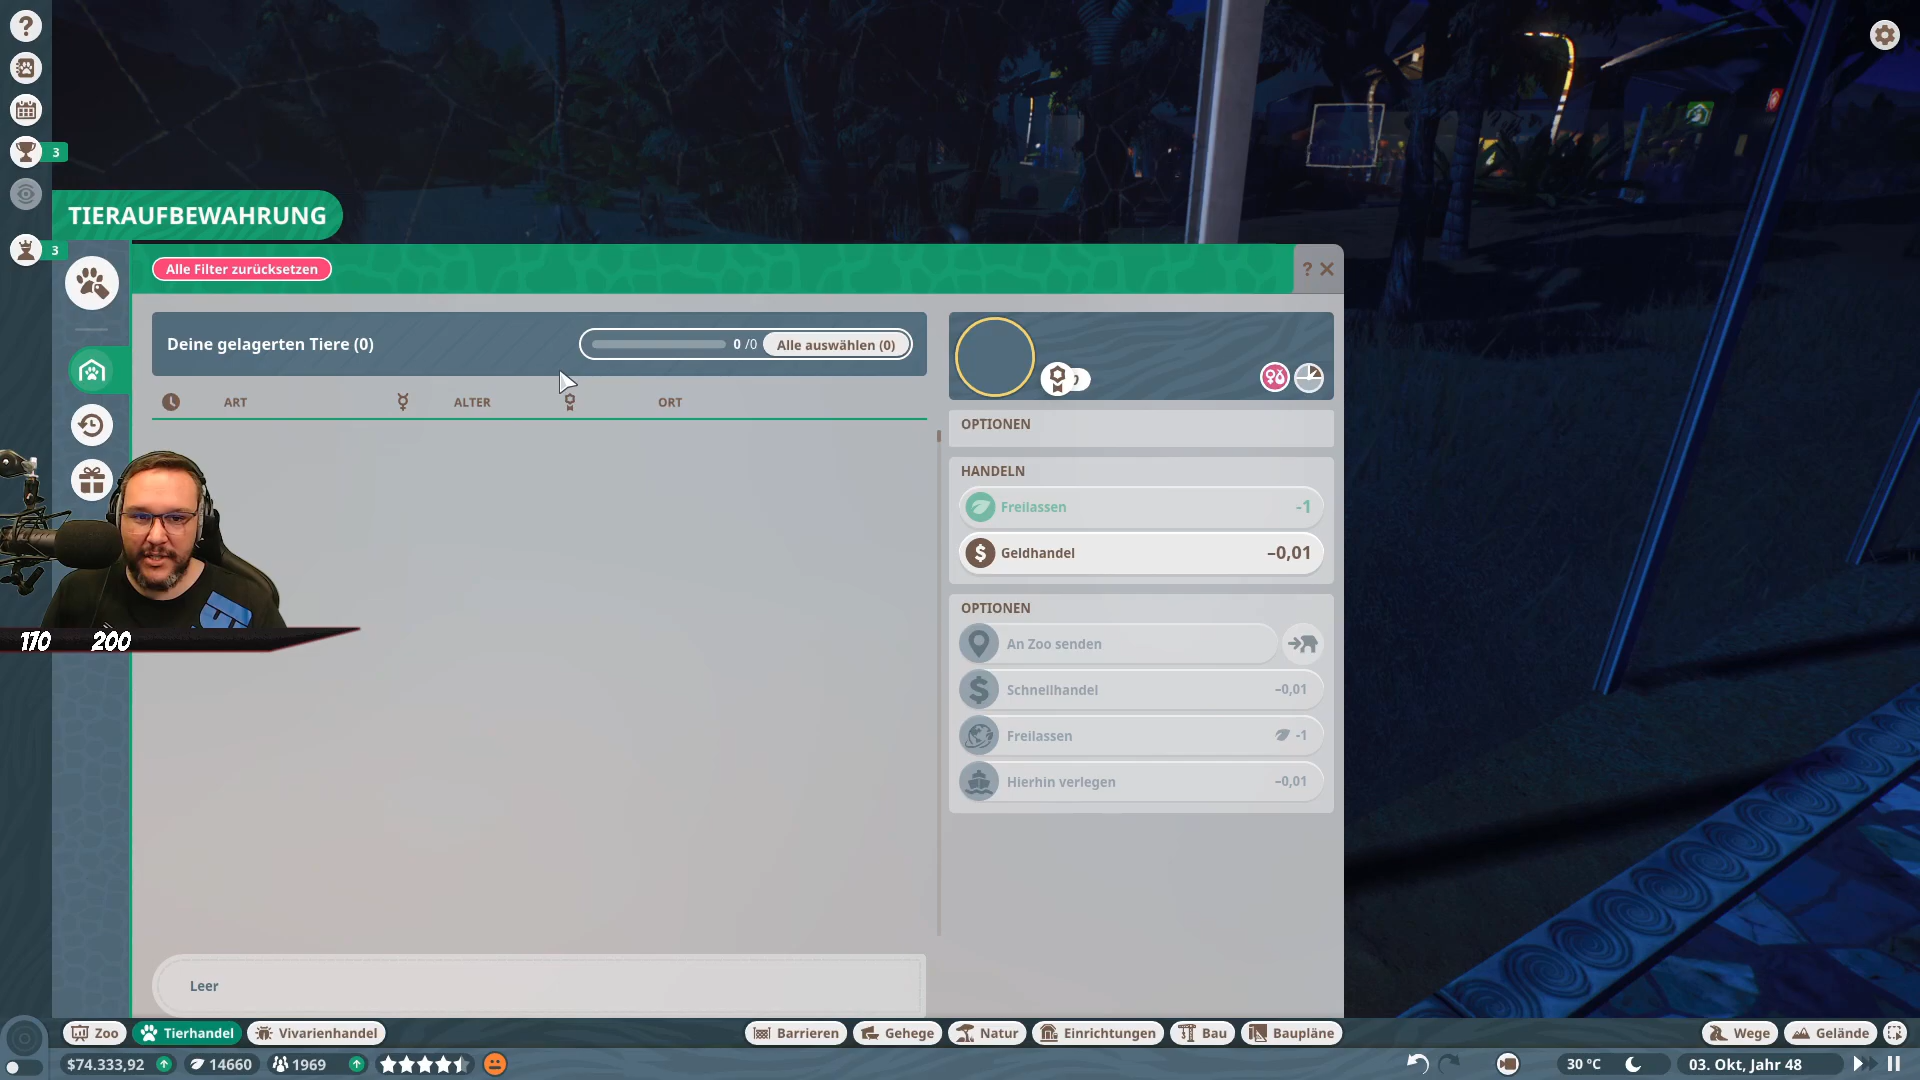 3
TIERAUFBEWAHRUNG
3
Alle Filter zurücksetzen
?
Deine gelagerten Tiere (0)
0 /0
Alle auswählen (0)
ART
ALTER
ORT
OPTIONEN
HANDELN
Freilassen -1
Geldhandel –0,01
OPTIONEN
An Zoo senden
Schnellhandel –0,01
Freilassen -1
Hierhin verlegen –0,01
170 200
Leer
Zoo
Tierhandel
Vivarienhandel
Barrieren
Gehege
Natur
Einrichtungen
Bau
Baupläne
Wege
Gelände
$74.333,92
14660
1969
30 °C
03. Okt, Jahr 48